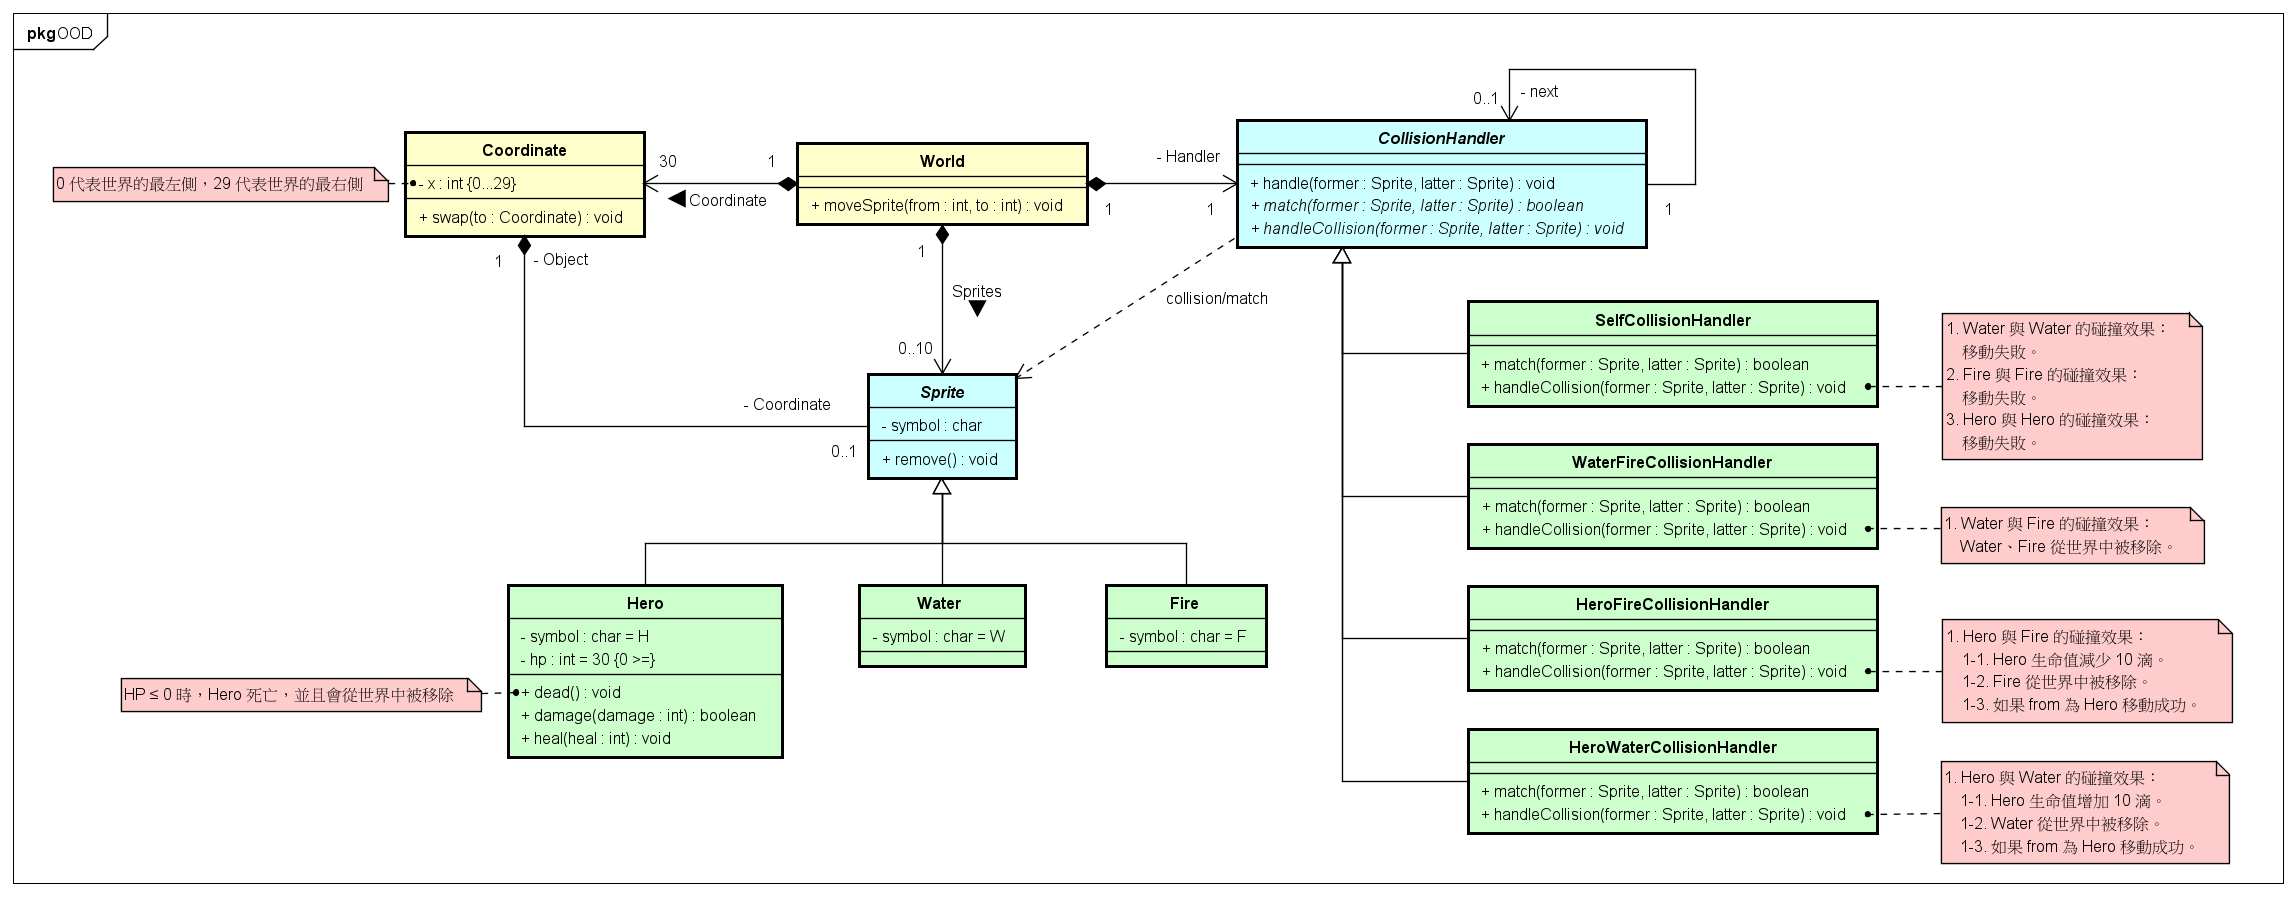 pkg OOD
0 代表世界的最左側，29 代表世界的最右側
Coordinate
- x : int {0...29}
+ swap(to : Coordinate) : void
30
1
Coordinate
World
+ moveSprite(from : int, to : int) : void
- Handler
1
1
CollisionHandler
+ handle(former : Sprite, latter : Sprite) : void
+ match(former : Sprite, latter : Sprite) : boolean
+ handleCollision(former : Sprite, latter : Sprite) : void
0..1
- next
1
1
- Object
1
Sprites
0..10
collision/match
- Coordinate
0..1
Sprite
- symbol : char
+ remove() : void
Hero
- symbol : char = H
- hp : int = 30 {0 >=}
+ dead() : void
+ damage(damage : int) : boolean
+ heal(heal : int) : void
HP ≤ 0 時，Hero 死亡，並且會從世界中被移除
Water
- symbol : char = W
Fire
- symbol : char = F
SelfCollisionHandler
+ match(former : Sprite, latter : Sprite) : boolean
+ handleCollision(former : Sprite, latter : Sprite) : void
1. Water 與 Water 的碰撞效果：
移動失敗。
2. Fire 與 Fire 的碰撞效果：
移動失敗。
3. Hero 與 Hero 的碰撞效果：
移動失敗。
WaterFireCollisionHandler
+ match(former : Sprite, latter : Sprite) : boolean
+ handleCollision(former : Sprite, latter : Sprite) : void
1. Water 與 Fire 的碰撞效果：
Water、Fire 從世界中被移除。
HeroFireCollisionHandler
+ match(former : Sprite, latter : Sprite) : boolean
+ handleCollision(former : Sprite, latter : Sprite) : void
1. Hero 與 Fire 的碰撞效果：
1-1. Hero 生命值減少 10 滴。
1-2. Fire 從世界中被移除。
1-3. 如果 from 為 Hero 移動成功。
HeroWaterCollisionHandler
+ match(former : Sprite, latter : Sprite) : boolean
+ handleCollision(former : Sprite, latter : Sprite) : void
1. Hero 與 Water 的碰撞效果：
1-1. Hero 生命值增加 10 滴。
1-2. Water 從世界中被移除。
1-3. 如果 from 為 Hero 移動成功。